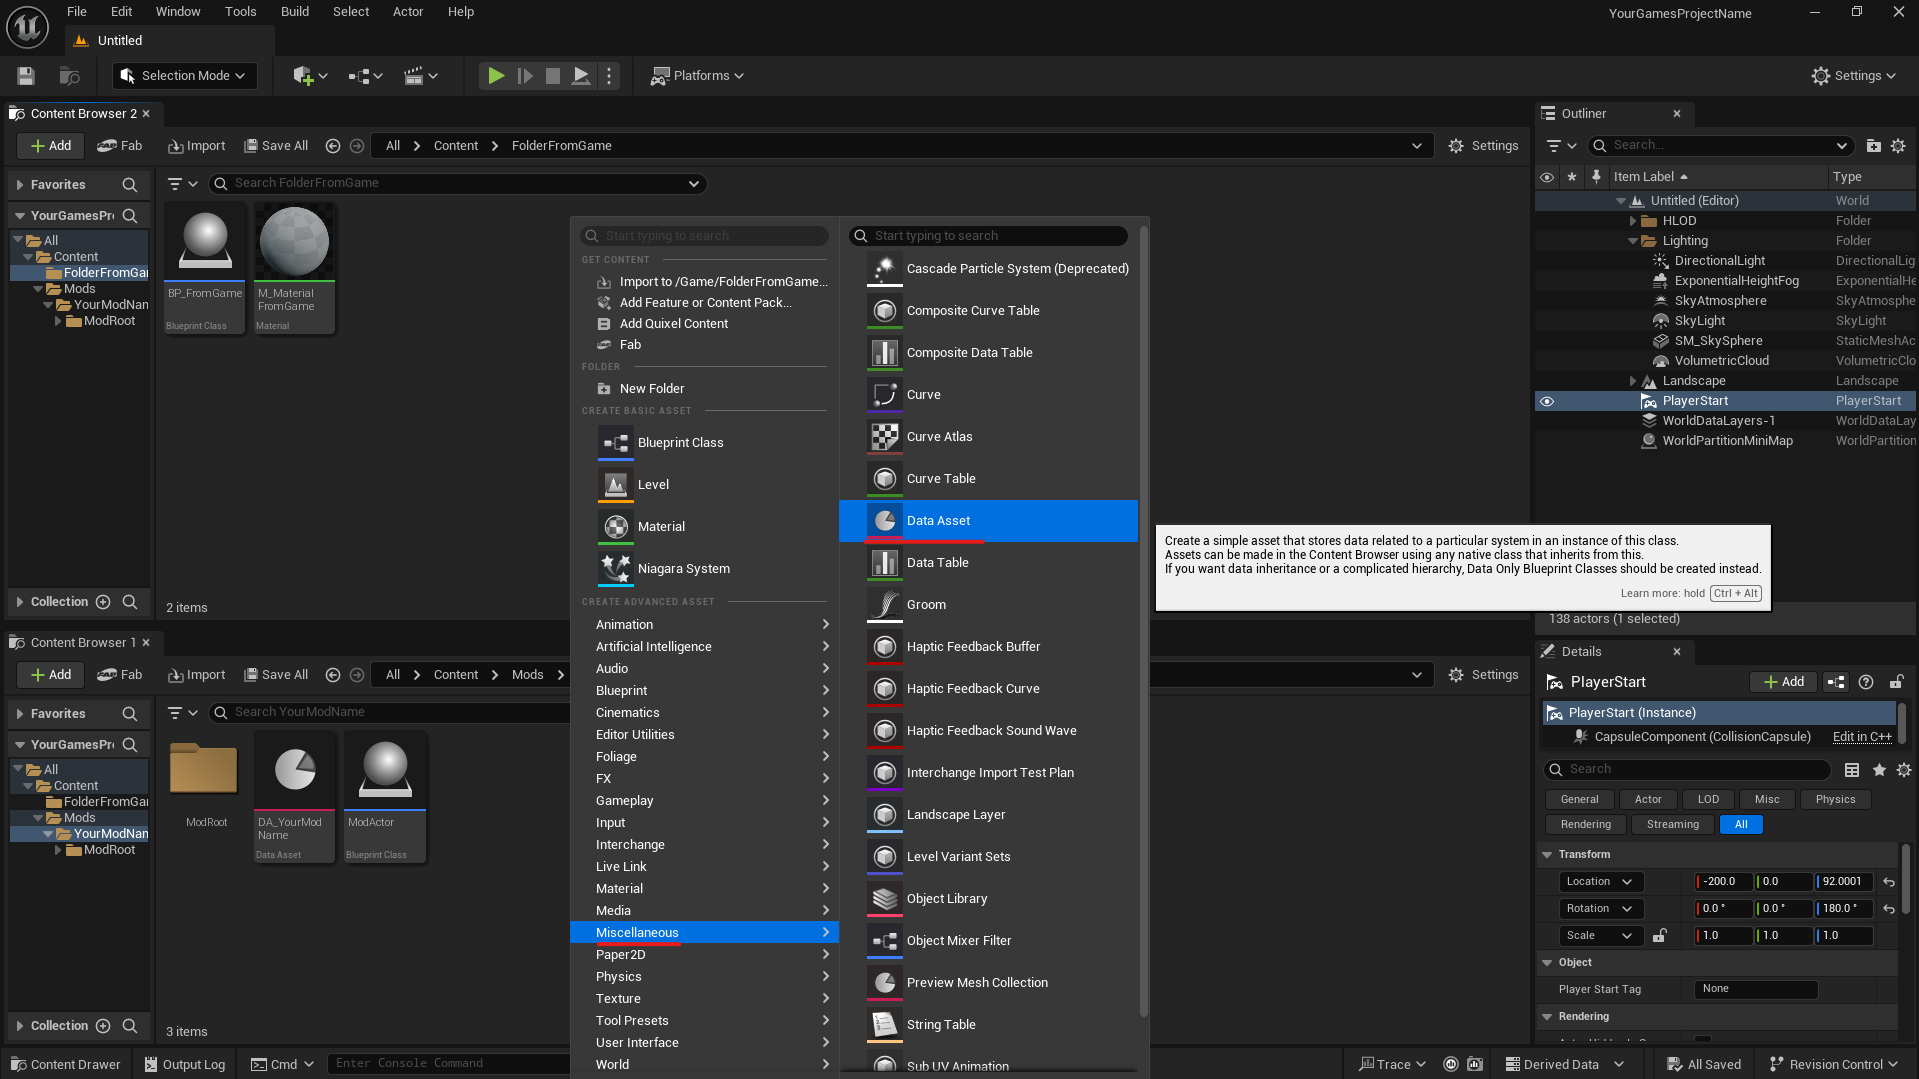 File Edit Window Tools Build Select Actor Help
YourGamesProjectName
Untitled
Selection Mode
Platforms
Settings
Content Browser 2
Add Fab Import Save All
All > Content > FolderFromGame
Settings
Favorites
Search FolderFromGame
YourGamesPr
All
Content
FolderFromGam
Mods
YourModNan
ModRoot
BP_FromGame
Blueprint Class
M_Material
FromGame
Material
Collection
2 items
Start typing to search
GET CONTENT
Import to /Game/FolderFromGame...
Add Feature or Content Pack...
Add Quixel Content
Fab
FOLDER
New Folder
CREATE BASIC ASSET
Blueprint Class
Level
Material
Niagara System
CREATE ADVANCED ASSET
Animation
Artificial Intelligence
Audio
Blueprint
Cinematics
Editor Utilities
Foliage
FX
Gameplay
Input
Interchange
Live Link
Material
Media
Miscellaneous
Paper2D
Physics
Texture
Tool Presets
User Interface
World
Start typing to search
Cascade Particle System (Deprecated)
Composite Curve Table
Composite Data Table
Curve
Curve Atlas
Curve Table
Data Asset
Data Table
Groom
Haptic Feedback Buffer
Haptic Feedback Curve
Haptic Feedback Sound Wave
Interchange Import Test Plan
Landscape Layer
Level Variant Sets
Object Library
Object Mixer Filter
Preview Mesh Collection
String Table
Sub UV Animation
Create a simple asset that stores data related to a particular system in an instance of this class.
Assets can be made in the Content Browser using any native class that inherits from this.
If you want data inheritance or a complicated hierarchy, Data Only Blueprint Classes should be created instead.
Learn more: hold Ctrl + Alt
Content Browser 1
Add Fab Import Save All
All > Content > Mods >
Settings
Favorites
Search YourModName
YourGamesPr
All
Content
FolderFromGam
Mods
YourModNan
ModRoot
ModRoot
DA_YourMod
Name
Data Asset
ModActor
Blueprint Class
Collection
3 items
Outliner
Search...
Item Label Type
Untitled (Editor) World
HLOD Folder
Lighting Folder
DirectionalLight DirectionalLig
ExponentialHeightFog ExponentialHe
SkyAtmosphere SkyAtmosphe
SkyLight SkyLight
SM_SkySphere StaticMeshAc
VolumetricCloud VolumetricClo
Landscape Landscape
PlayerStart PlayerStart
WorldDataLayers-1 WorldDataLay
WorldPartitionMiniMap WorldPartition
138 actors (1 selected)
Details
PlayerStart
Add
PlayerStart (Instance)
CapsuleComponent (CollisionCapsule) Edit in C++
Search
General Actor LOD Misc Physics
Rendering Streaming All
Transform
Location -200.0 0.0 92.0001
Rotation 0.0 ° 0.0 ° 180.0 °
Scale 1.0 1.0 1.0
Object
Player Start Tag None
Rendering
Content Drawer Output Log Cmd Enter Console Command
Trace Derived Data All Saved Revision Control